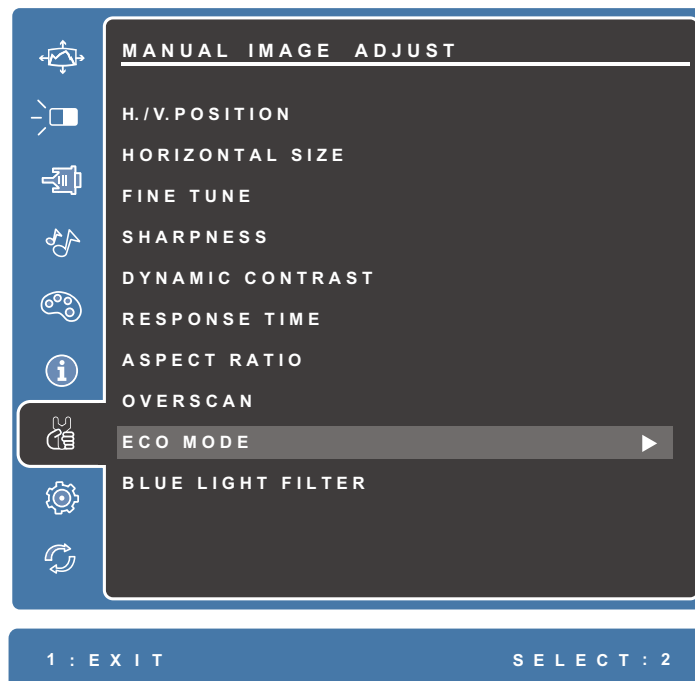 MANUAL IMAGE ADJUST
H./V.POSITION
HORIZONTAL SIZE
FINE TUNE
SHARPNESS
DYNAMIC CONTRAST
RESPONSE TIME
ASPECT RATIO
OVERSCAN
ECO MODE
BLUE LIGHT FILTER
1:EXIT SELECT:2